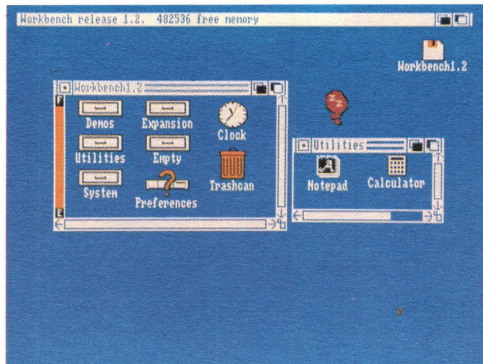 Workbench release 1.2. 482536 free memory
Workbench1.2
Workbench1.2
Demos Expansion Clock
Utilities Empty Trashcan
System Preferences
Utilities
Notepad Calculator
F
E
ZZ